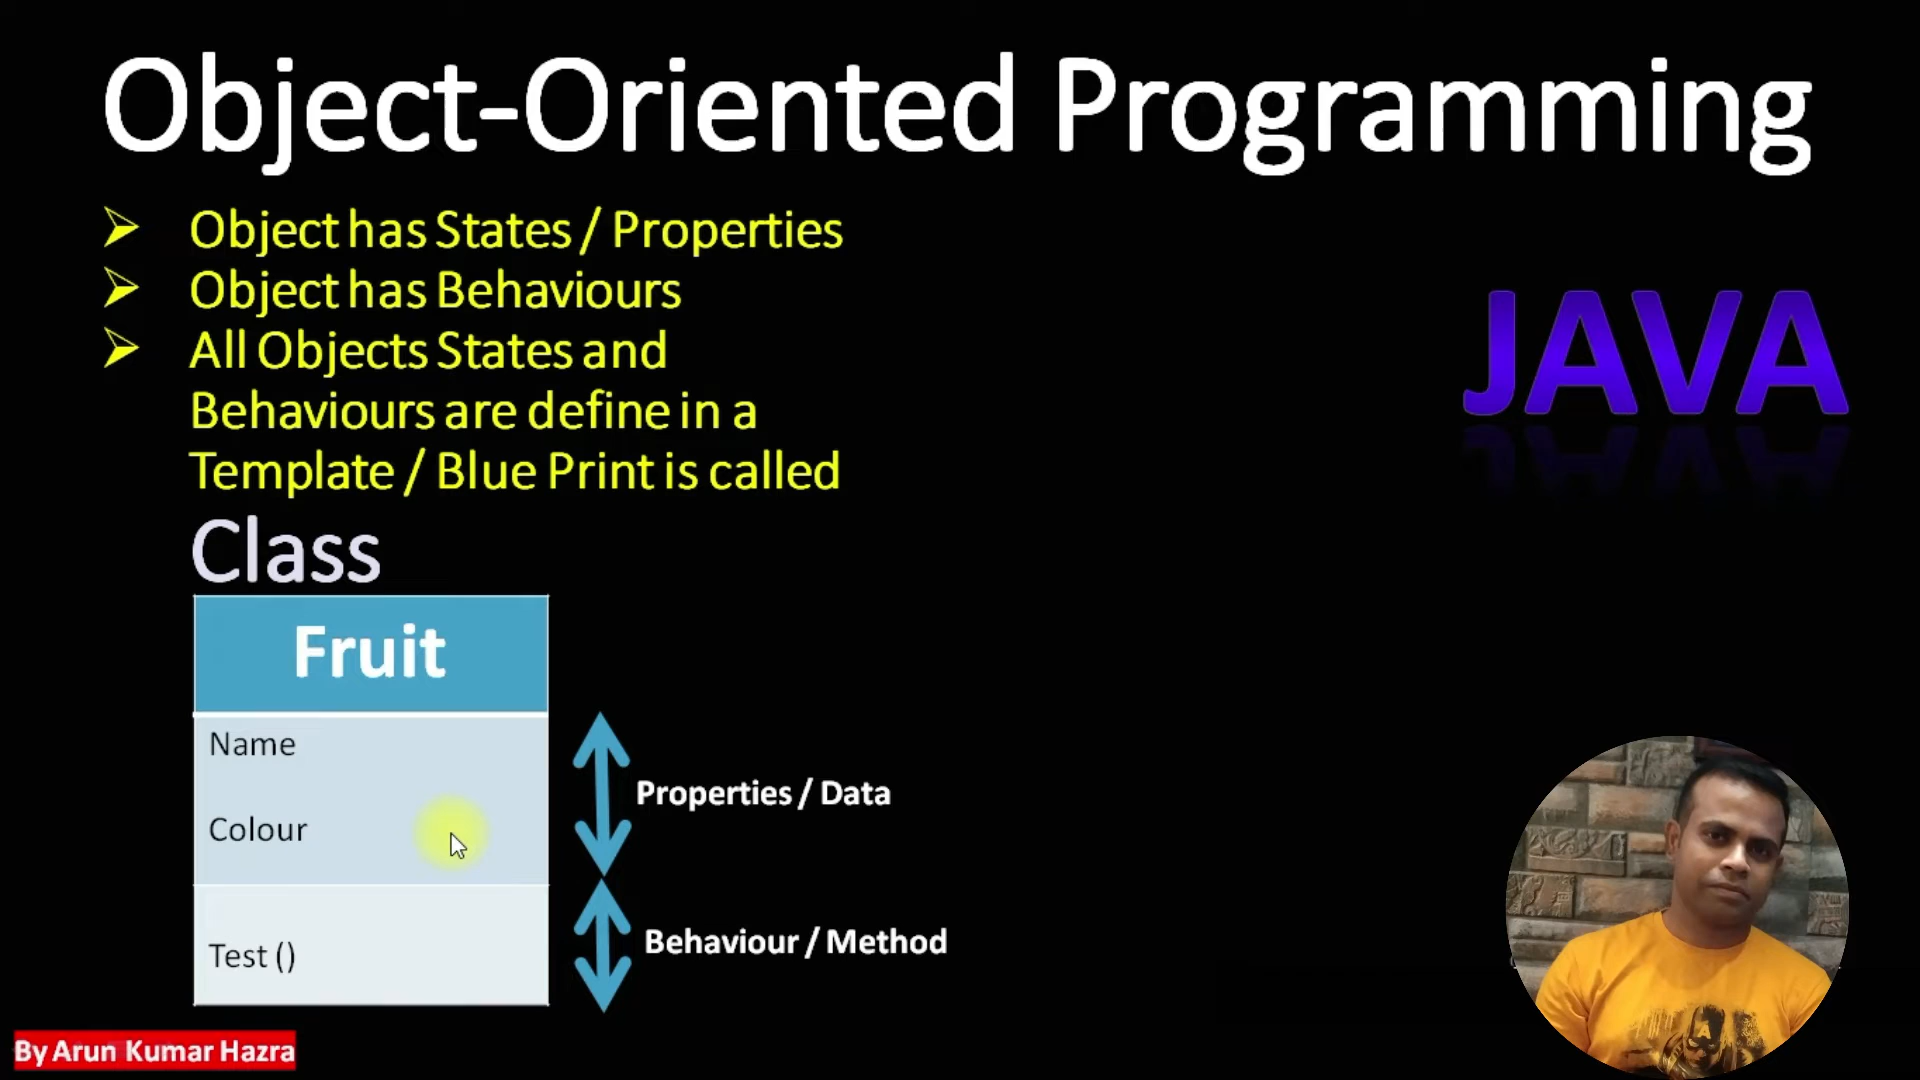 Object-Oriented Programming
Object has States / Properties
Object has Behaviours
All Objects States and
Behaviours are define in a
Template / Blue Print is called
Class
JAVA
Fruit
Name
Colour
Properties / Data
Test ()
Behaviour / Method
By Arun Kumar Hazra